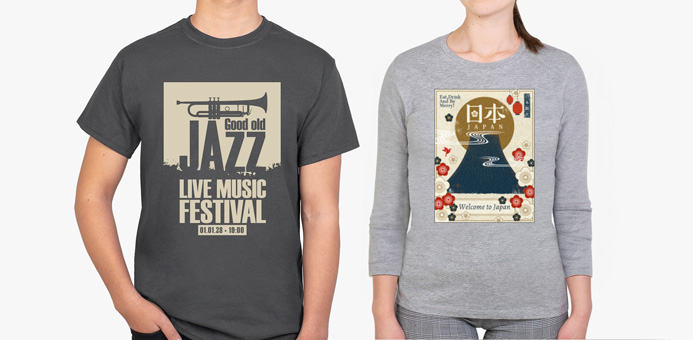 Good old
JAZZ
LIVE MUSIC
FESTIVAL
01.01.28 • 19:00
Eat, Drink
And Be
Merry!
日本
JAPAN
Welcome to Japan